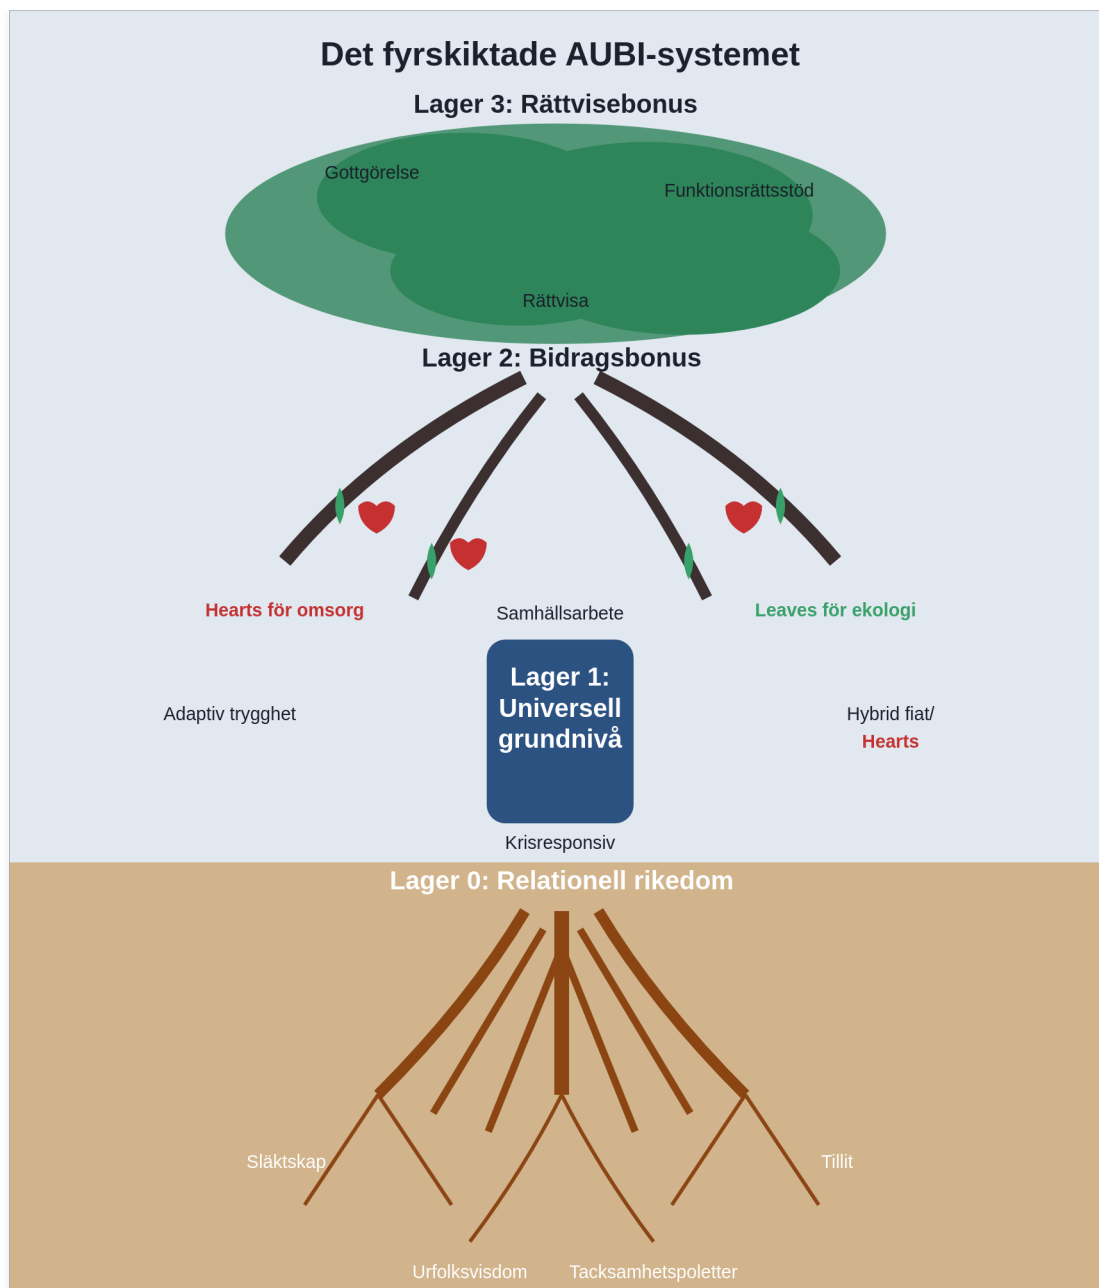 Det fyrskiktade AUBI-systemet
Lager 3: Rättvisebonus
Gottgörelse
Funktionsrättsstöd
Rättvisa
Lager 2: Bidragsbonus
Hearts för omsorg
Samhällsarbete
Leaves för ekologi
Lager 1:
Universell
grundnivå
Adaptiv trygghet
Hybrid fiat/
Hearts
Krisresponsiv
Lager 0: Relationell rikedom
Släktskap
Tillit
Urfolksvisdom
Tacksamhetspoletter